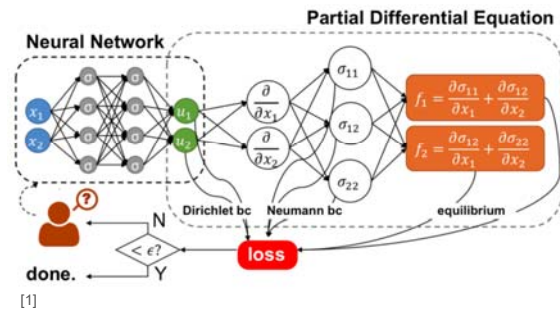 Partial Differential Equation
Neural Network
σ σ
σ σ
σ σ
σ σ
x₁
x₂
u₁
u₂
∂/∂x₁
∂/∂x₂
σ₁₁
σ₁₂
σ₂₂
f₁ = ∂σ₁₁/∂x₁ + ∂σ₁₂/∂x₂
f₂ = ∂σ₁₂/∂x₁ + ∂σ₂₂/∂x₂
Dirichlet bc
Neumann bc
equilibrium
?
N
< ϵ?
Y
loss
done.
[1]